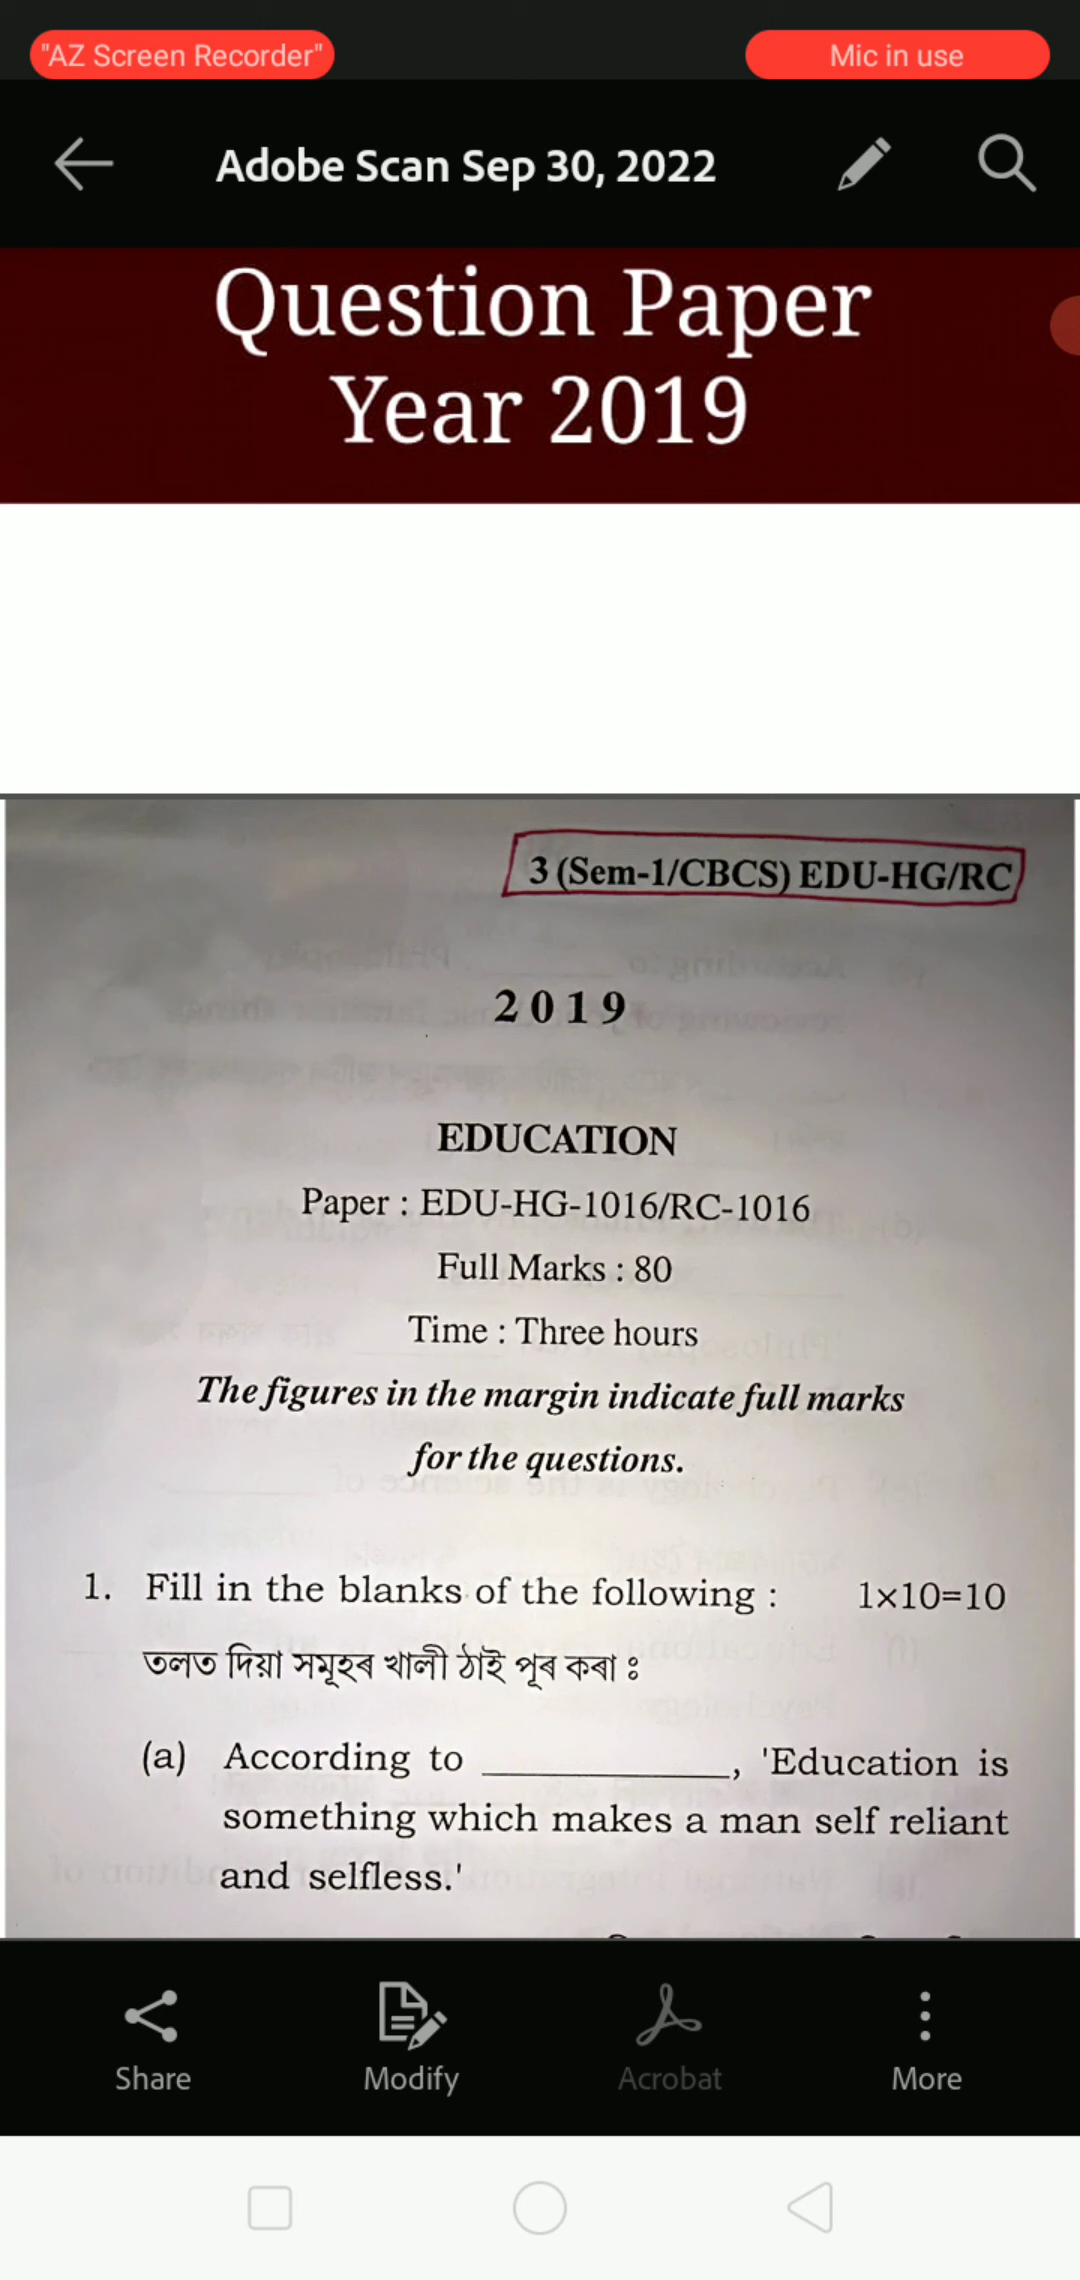 "AZ Screen Recorder" Mic in use
Adobe Scan Sep 30, 2022
Question Paper
Year 2019
3 (Sem-1/CBCS) EDU-HG/RC
2019
EDUCATION
Paper : EDU-HG-1016/RC-1016
Full Marks : 80
Time : Three hours
The figures in the margin indicate full marks
for the questions.
1. Fill in the blanks of the following : 1×10=10
তলত দিয়া সমূহৰ খালী ঠাই পূৰ কৰা ঃ
(a) According to __________, 'Education is
something which makes a man self reliant
and selfless.'
Share Modify Acrobat More